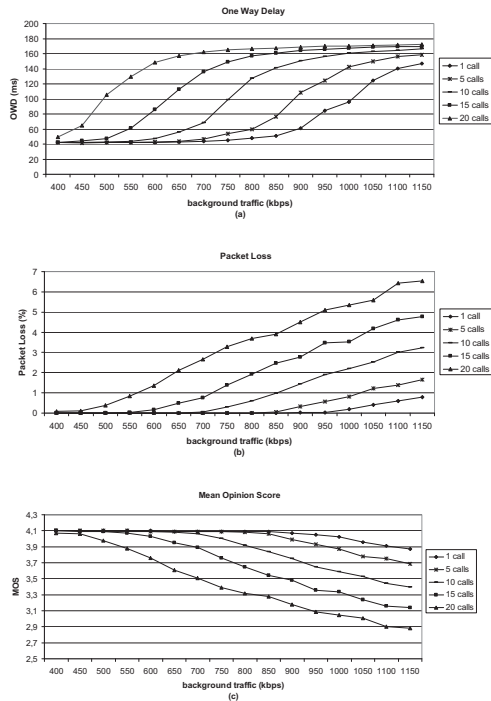 One Way Delay
OWD (ms)
200
180
160
140
120
100
80
60
40
20
0
400 450 500 550 600 650 700 750 800 850 900 950 1000 1050 1100 1150
background traffic (kbps)
(a)
1 call
5 calls
10 calls
15 calls
20 calls
Packet Loss
Packet Loss (%)
7
6
5
4
3
2
1
0
400 450 500 550 600 650 700 750 800 850 900 950 1000 1050 1100 1150
background traffic (kbps)
(b)
1 call
5 calls
10 calls
15 calls
20 calls
Mean Opinion Score
MOS
4,3
4,1
3,9
3,7
3,5
3,3
3,1
2,9
2,7
2,5
400 450 500 550 600 650 700 750 800 850 900 950 1000 1050 1100 1150
background traffic (kbps)
(c)
1 call
5 calls
10 calls
15 calls
20 calls